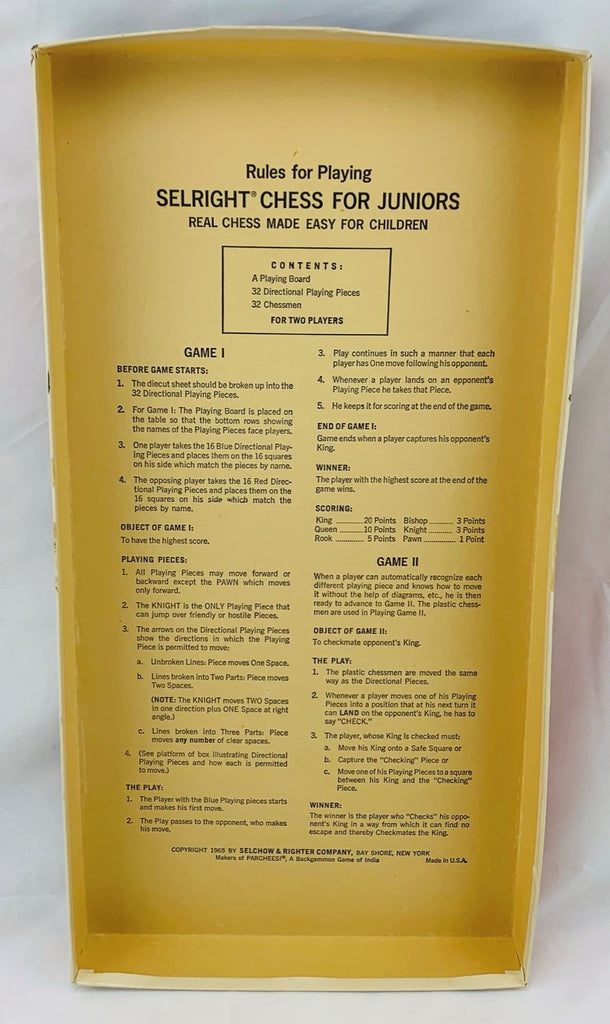 Rules for Playing
SELRIGHT® CHESS FOR JUNIORS
REAL CHESS MADE EASY FOR CHILDREN
CONTENTS:
A Playing Board
32 Directional Playing Pieces
32 Chessmen
FOR TWO PLAYERS
GAME I
BEFORE GAME STARTS:
1. The diecut sheet should be broken up into the
32 Directional Playing Pieces.
2. For Game I: The Playing Board is placed on
the table so that the bottom rows showing
the names of the Playing Pieces face players.
3. One player takes the 16 Blue Directional Play-
ing Pieces and places them on the 16 squares
on his side which match the pieces by name.
4. The opposing player takes the 16 Red Direc-
tional Playing Pieces and places them on the
16 squares on his side which match the
pieces by name.
OBJECT OF GAME I:
To have the highest score.
PLAYING PIECES:
1. All Playing Pieces may move forward or
backward except the PAWN which moves
only forward.
2. The KNIGHT is the ONLY Playing Piece that
can jump over friendly or hostile Pieces.
3. The arrows on the Directional Playing Pieces
show the directions in which the Playing
Piece is permitted to move:
a. Unbroken Lines: Piece moves One Space.
b. Lines broken into Two Parts: Piece moves
Two Spaces.
(NOTE: The KNIGHT moves TWO Spaces
in one direction plus ONE Space at right
angle.)
c. Lines broken into Three Parts: Piece
moves any number of clear spaces.
4. (See platform of box illustrating Directional
Playing Pieces and how each is permitted
to move.)
THE PLAY:
1. The Player with the Blue Playing pieces starts
and makes his first move.
2. The Play passes to the opponent, who makes
his move.
3. Play continues in such a manner that each
player has One move following his opponent.
4. Whenever a player lands on an opponent's
Playing Piece he takes that Piece.
5. He keeps it for scoring at the end of the game.
END OF GAME I:
Game ends when a player captures his opponent's
King.
WINNER:
The player with the highest score at the end of the
game wins.
SCORING:
King .......... 20 Points Bishop .......... 3 Points
Queen .......... 10 Points Knight .......... 3 Points
Rook .......... 5 Points Pawn .......... 1 Point
GAME II
When a player can automatically recognize each
different playing piece and knows how to move
it without the help of diagrams, etc., he is then
ready to advance to Game II. The plastic chess-
men are used in Playing Game II.
OBJECT OF GAME II:
To checkmate opponent's King.
THE PLAY:
1. The plastic chessmen are moved the same
way as the Directional Pieces.
2. Whenever a player moves one of his Playing
Pieces into a position that at his next turn it
can LAND on the opponent's King, he has to
say "CHECK."
3. The player, whose King is checked must:
a. Move his King onto a Safe Square or
b. Capture the "Checking" Piece or
c. Move one of his Playing Pieces to a square
between his King and the "Checking"
Piece.
WINNER:
The winner is the player who "Checks" his oppo-
nent's King in a way from which it can find no
escape and thereby Checkmates the King.
COPYRIGHT 1965 BY SELCHOW & RIGHTER COMPANY, BAY SHORE, NEW YORK
Makers of PARCHEESI®, A Backgammon Game of India Made in U.S.A.